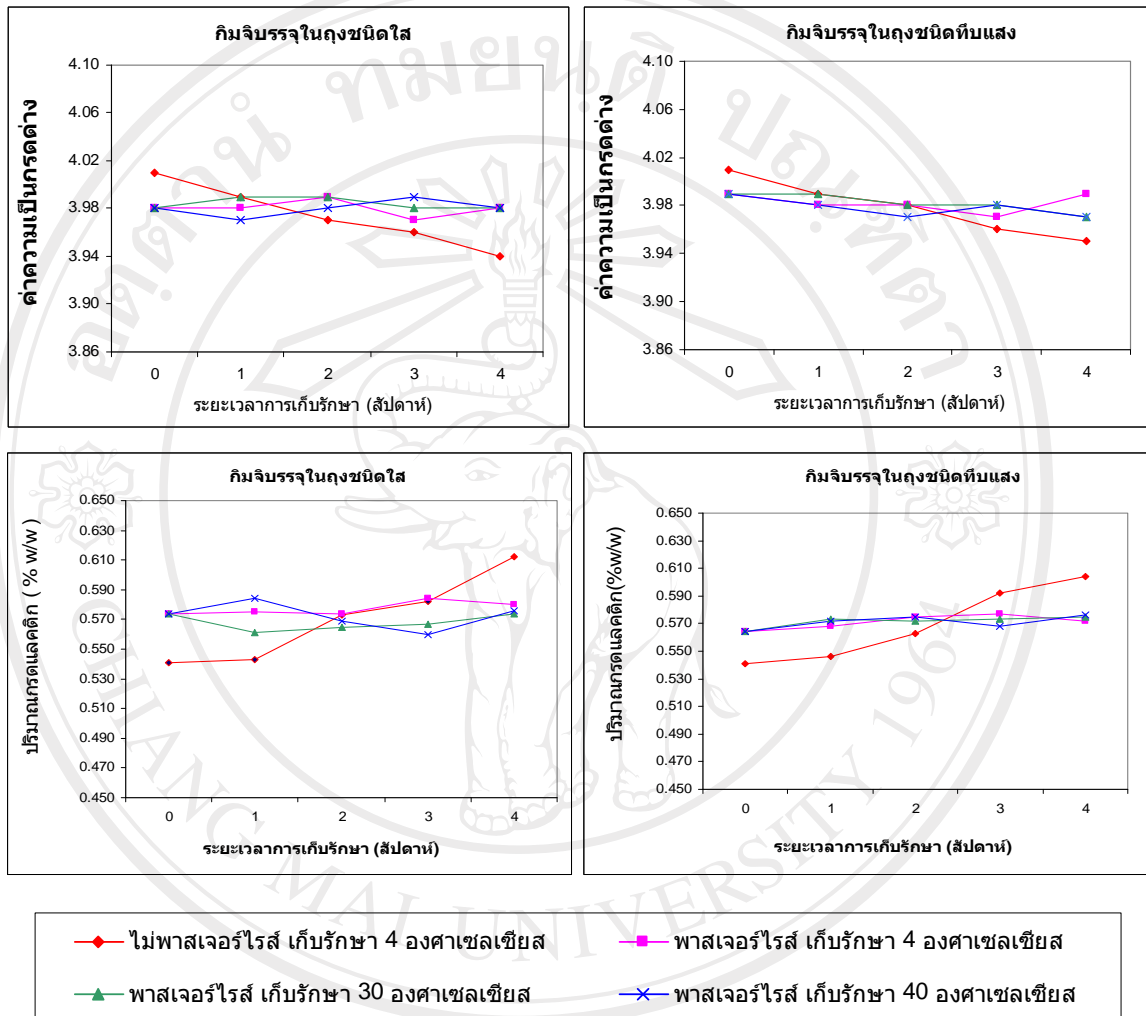 กิมจิบรรจุในถุงชนิดใส
4.10
4.06
4.02
3.98
3.94
3.90
3.86
ค่าความเป็นกรดด่าง
0 1 2 3 4
ระยะเวลาการเก็บรักษา (สัปดาห์)
กิมจิบรรจุในถุงชนิดทึบแสง
4.10
4.06
4.02
3.98
3.94
3.90
3.86
ค่าความเป็นกรดด่าง
0 1 2 3 4
ระยะเวลาการเก็บรักษา (สัปดาห์)
กิมจิบรรจุในถุงชนิดใส
0.650
0.630
0.610
0.590
0.570
0.550
0.530
0.510
0.490
0.470
0.450
ปริมาณกรดแลคติก ( % w/w )
0 1 2 3 4
ระยะเวลาการเก็บรักษา (สัปดาห์)
กิมจิบรรจุในถุงชนิดทึบแสง
0.650
0.630
0.610
0.590
0.570
0.550
0.530
0.510
0.490
0.470
0.450
ปริมาณกรดแลคติก(%w/w)
0 1 2 3 4
ระยะเวลาการเก็บรักษา (สัปดาห์)
ไม่พาสเจอร์ไรส์ เก็บรักษา 4 องศาเซลเซียส
พาสเจอร์ไรส์ เก็บรักษา 4 องศาเซลเซียส
พาสเจอร์ไรส์ เก็บรักษา 30 องศาเซลเซียส
พาสเจอร์ไรส์ เก็บรักษา 40 องศาเซลเซียส
อตฺตานํ ทมยนฺติ ปณฺฑิตา
CHIANG MAI UNIVERSITY 1964